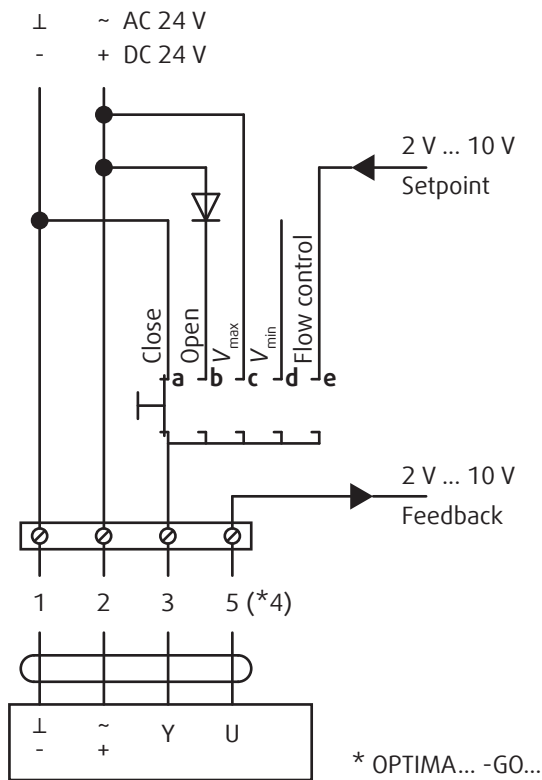 ⊥ ~ AC 24 V
- + DC 24 V
2 V ... 10 V
Setpoint
Close
Open
Vmax
Vmin
Flow control
a b c d e
2 V ... 10 V
Feedback
1 2 3 5 (*4)
⊥ ~ Y U
- +
* OPTIMA... -GO...